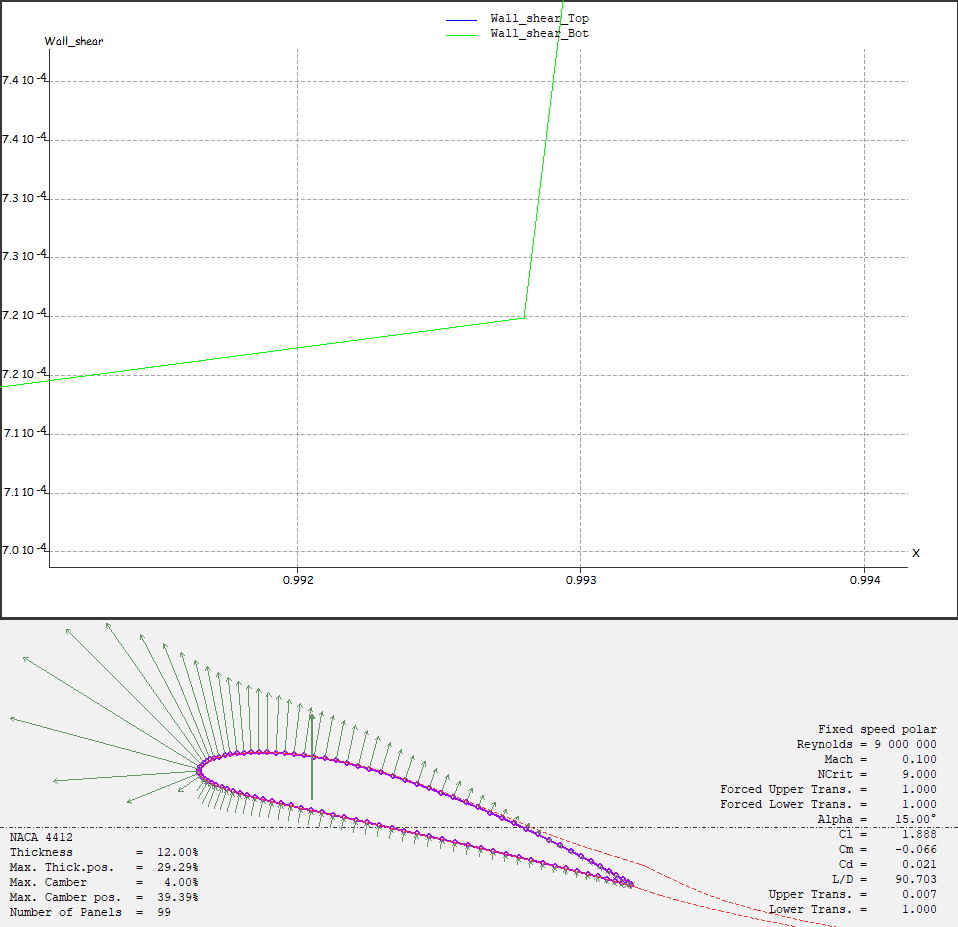 Wall_shear_Top
Wall_shear_Bot
Wall_shear
7.4 10 -4
7.4 10 -4
7.3 10 -4
7.3 10 -4
7.2 10 -4
7.2 10 -4
7.1 10 -4
7.1 10 -4
7.0 10 -4
X
0.992 0.993 0.994
Fixed speed polar
Reynolds = 9 000 000
Mach = 0.100
NCrit = 9.000
Forced Upper Trans. = 1.000
Forced Lower Trans. = 1.000
Alpha = 15.00°
Cl = 1.888
Cm = -0.066
Cd = 0.021
L/D = 90.703
Upper Trans. = 0.007
Lower Trans. = 1.000
NACA 4412
Thickness = 12.00%
Max. Thick.pos. = 29.29%
Max. Camber = 4.00%
Max. Camber pos. = 39.39%
Number of Panels = 99